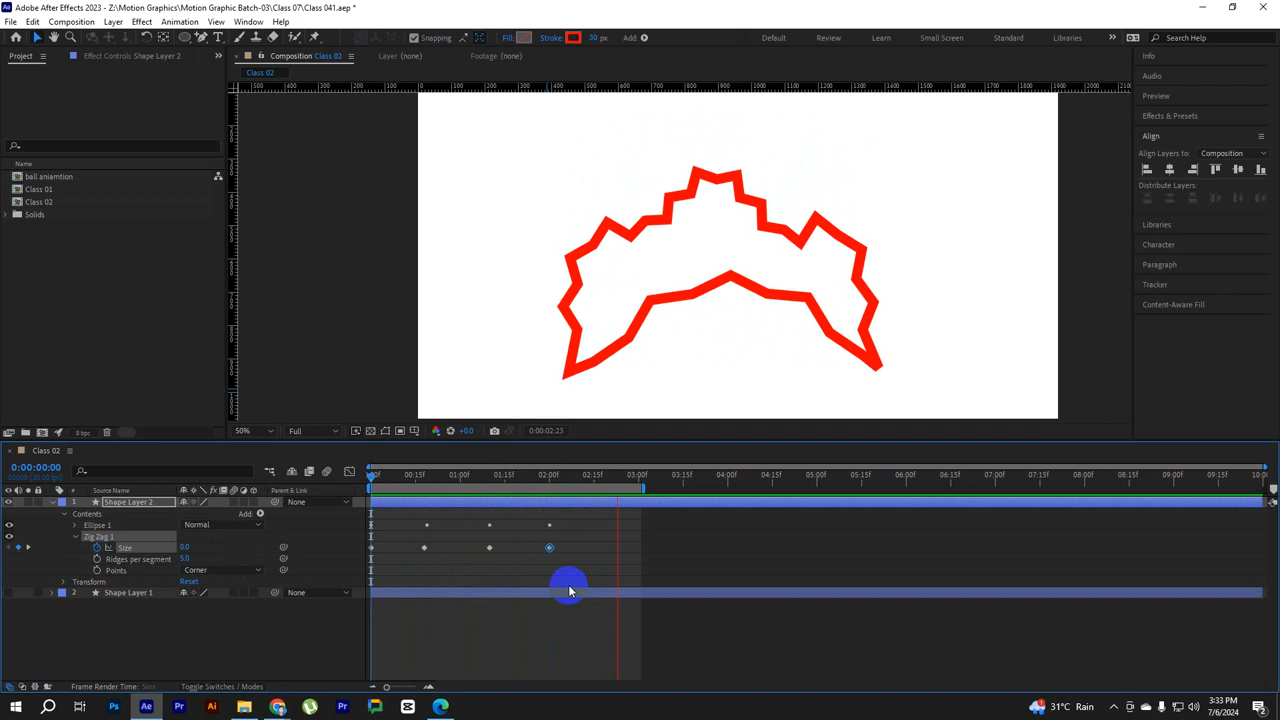 Adobe After Effects 2023 - Z:\Motion Graphics\Motion Graphic Batch-03\Class 07\Class 041.aep *
File Edit Composition Layer Effect Animation View Window Help
Snapping Fill: Stroke: 30 px Add: Default Review Learn Small Screen Standard Libraries Search Help
Project Effect Controls: Shape Layer 2 Composition Class 02 Layer (none) Footage (none) Info
Class 02
Audio
Preview
Effects & Presets
Align
Align Layers to: Composition
Distribute Layers:
Name
ball aniamtion
Class 01
Class 02
Solids
Libraries
Character
Paragraph
Tracker
Content-Aware Fill
8 bpc 50% Full +0.0 0:00:02:23
Class 02
0:00:00:00
:00f 00:15f 01:00f 01:15f 02:00f 02:15f 03:00f 03:15f 04:00f 04:15f 05:00f 05:15f 06:00f 06:15f 07:00f 07:15f 08:00f 08:15f 09:00f 09:15f
# Source Name Parent & Link
1 Shape Layer 2 None
Contents Add:
Ellipse 1 Normal
Zig Zag 1
Size 0.0
Ridges per segment 5.0
Points Corner
Transform Reset
2 Shape Layer 1 None
Frame Render Time: 5ms Toggle Switches / Modes
31°C Rain 3:33 PM
7/6/2024